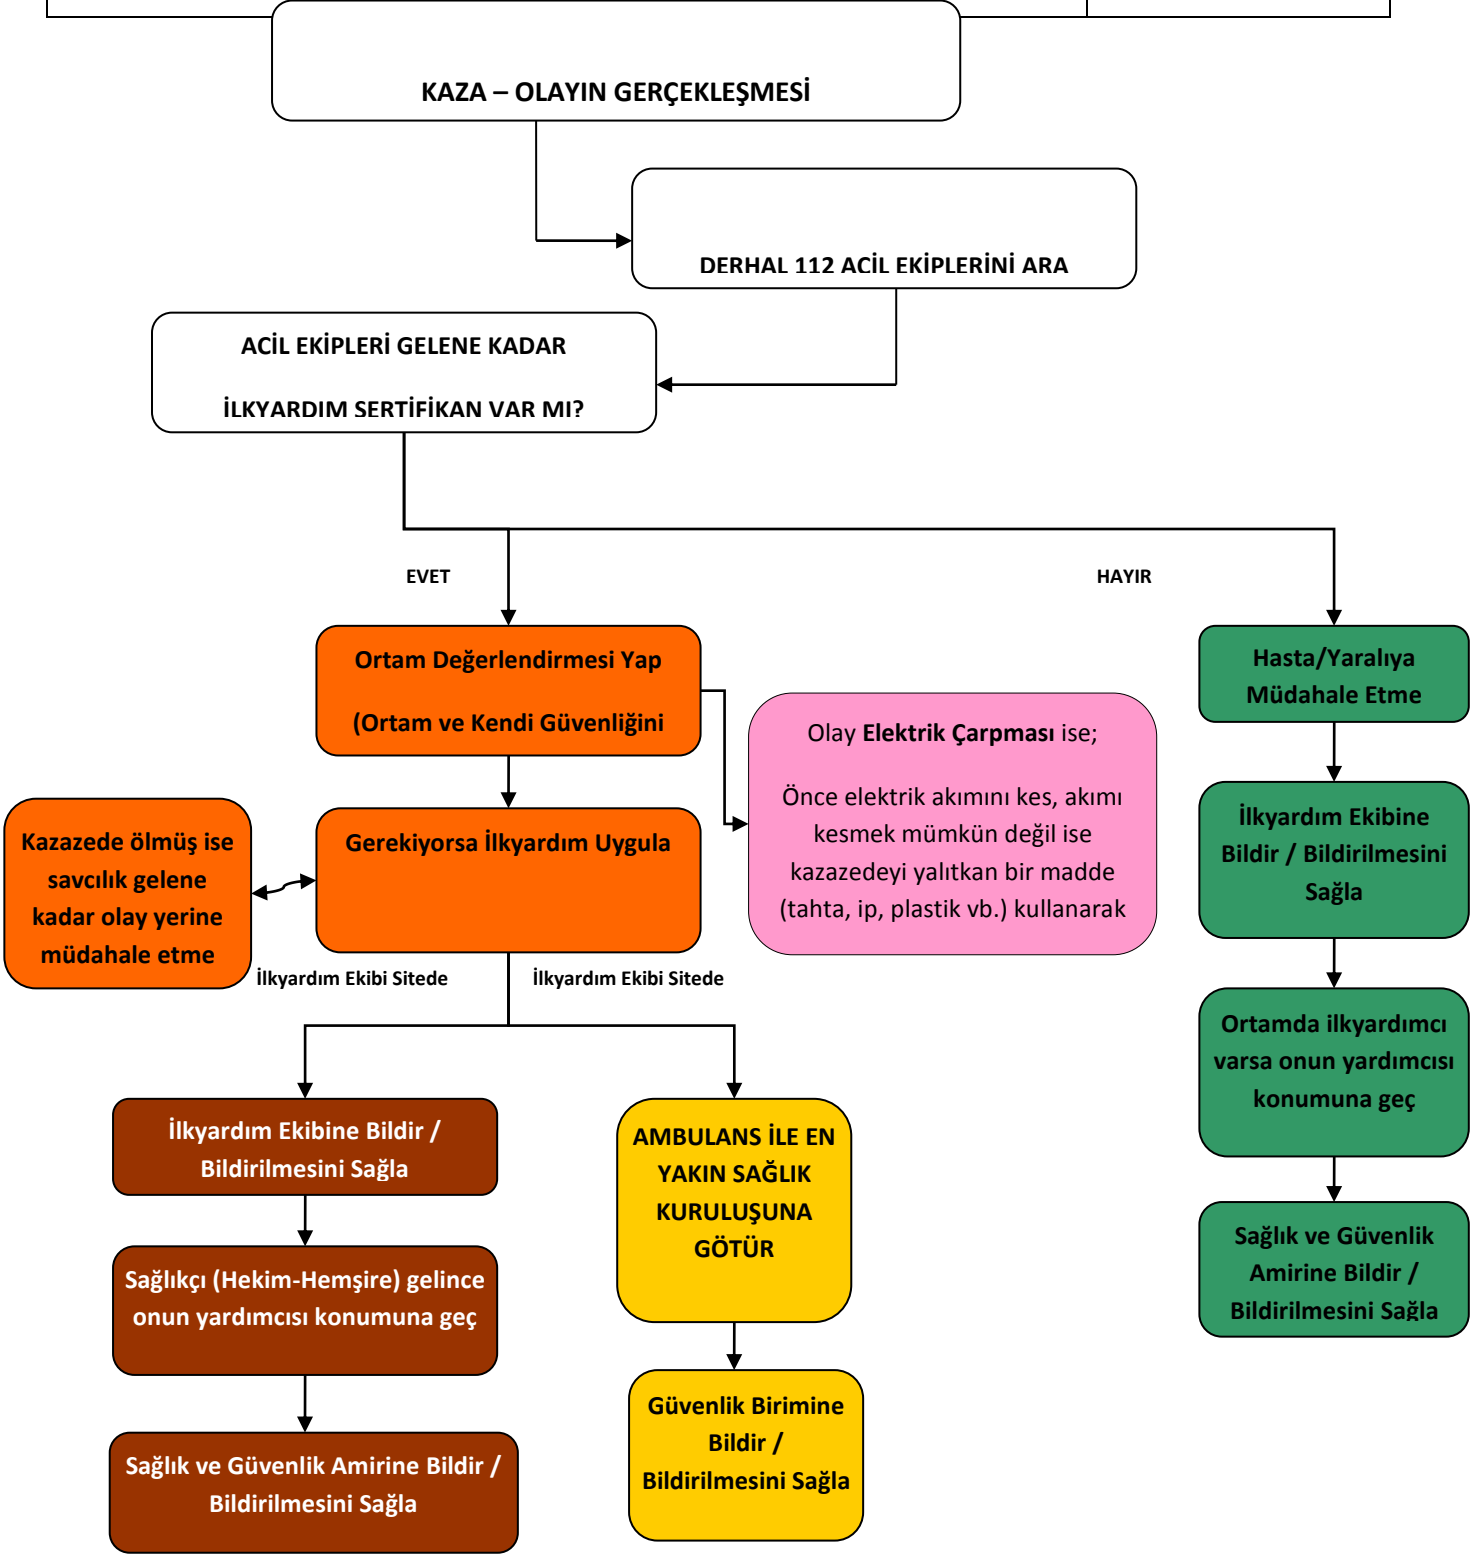 KAZA – OLAYIN GERÇEKLEŞMESİ
DERHAL 112 ACİL EKİPLERİNİ ARA
ACİL EKİPLERİ GELENE KADAR
İLKYARDIM SERTİFİKAN VAR MI?
EVET
HAYIR
Ortam Değerlendirmesi Yap
(Ortam ve Kendi Güvenliğini
Olay Elektrik Çarpması ise;
Önce elektrik akımını kes, akımı
kesmek mümkün değil ise
kazazedeyi yalıtkan bir madde
(tahta, ip, plastik vb.) kullanarak
Hasta/Yaralıya
Müdahale Etme
Kazazede ölmüş ise
savcılık gelene
kadar olay yerine
müdahale etme
Gerekiyorsa İlkyardım Uygula
İlkyardım Ekibine
Bildir / Bildirilmesini
Sağla
İlkyardım Ekibi Sitede
İlkyardım Ekibi Sitede
Ortamda ilkyardımcı
varsa onun yardımcısı
konumuna geç
İlkyardım Ekibine Bildir /
Bildirilmesini Sağla
AMBULANS İLE EN
YAKIN SAĞLIK
KURULUŞUNA
GÖTÜR
Sağlık ve Güvenlik
Amirine Bildir /
Bildirilmesini Sağla
Sağlıkçı (Hekim-Hemşire) gelince
onun yardımcısı konumuna geç
Güvenlik Birimine
Bildir /
Bildirilmesini Sağla
Sağlık ve Güvenlik Amirine Bildir /
Bildirilmesini Sağla